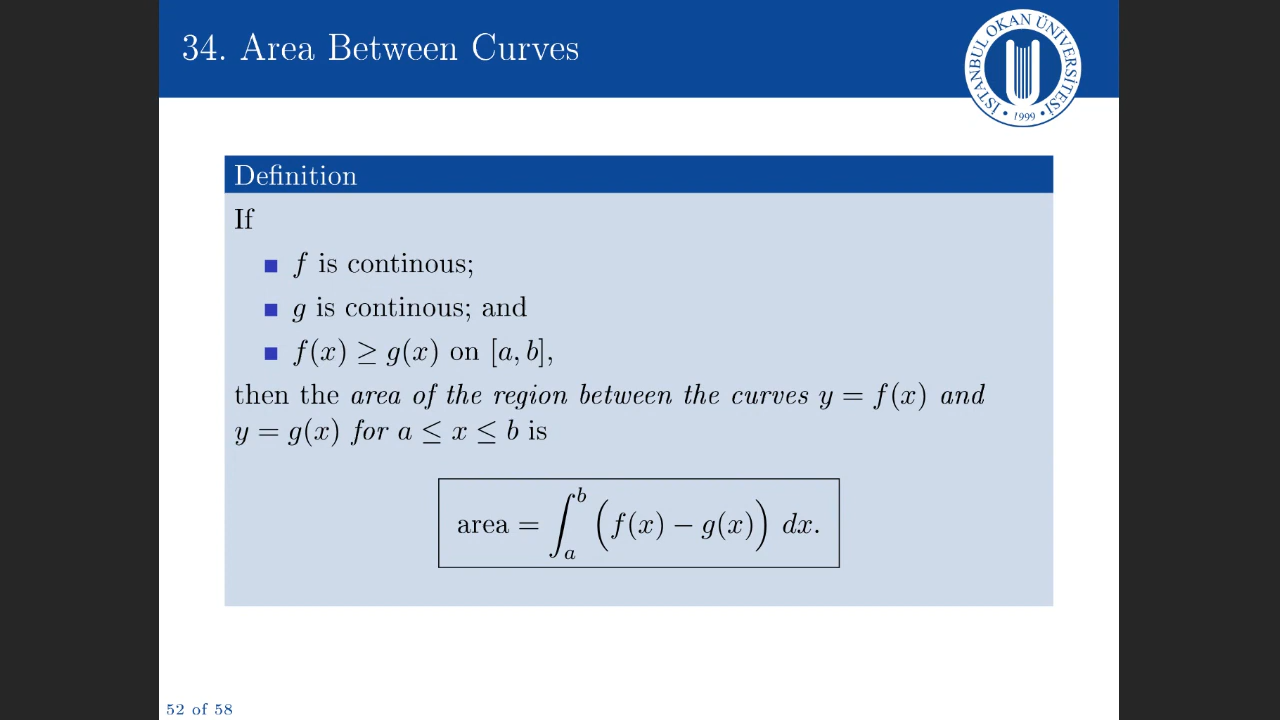 34. Area Between Curves
İSTANBUL OKAN ÜNİVERSİTESİ
• 1999 •
Definition
If
■ f is continous;
■ g is continous; and
■ f(x) ≥ g(x) on [a, b],
then the area of the region between the curves y = f(x) and
y = g(x) for a ≤ x ≤ b is
area = ∫_a^b (f(x) − g(x)) dx.
52 of 58